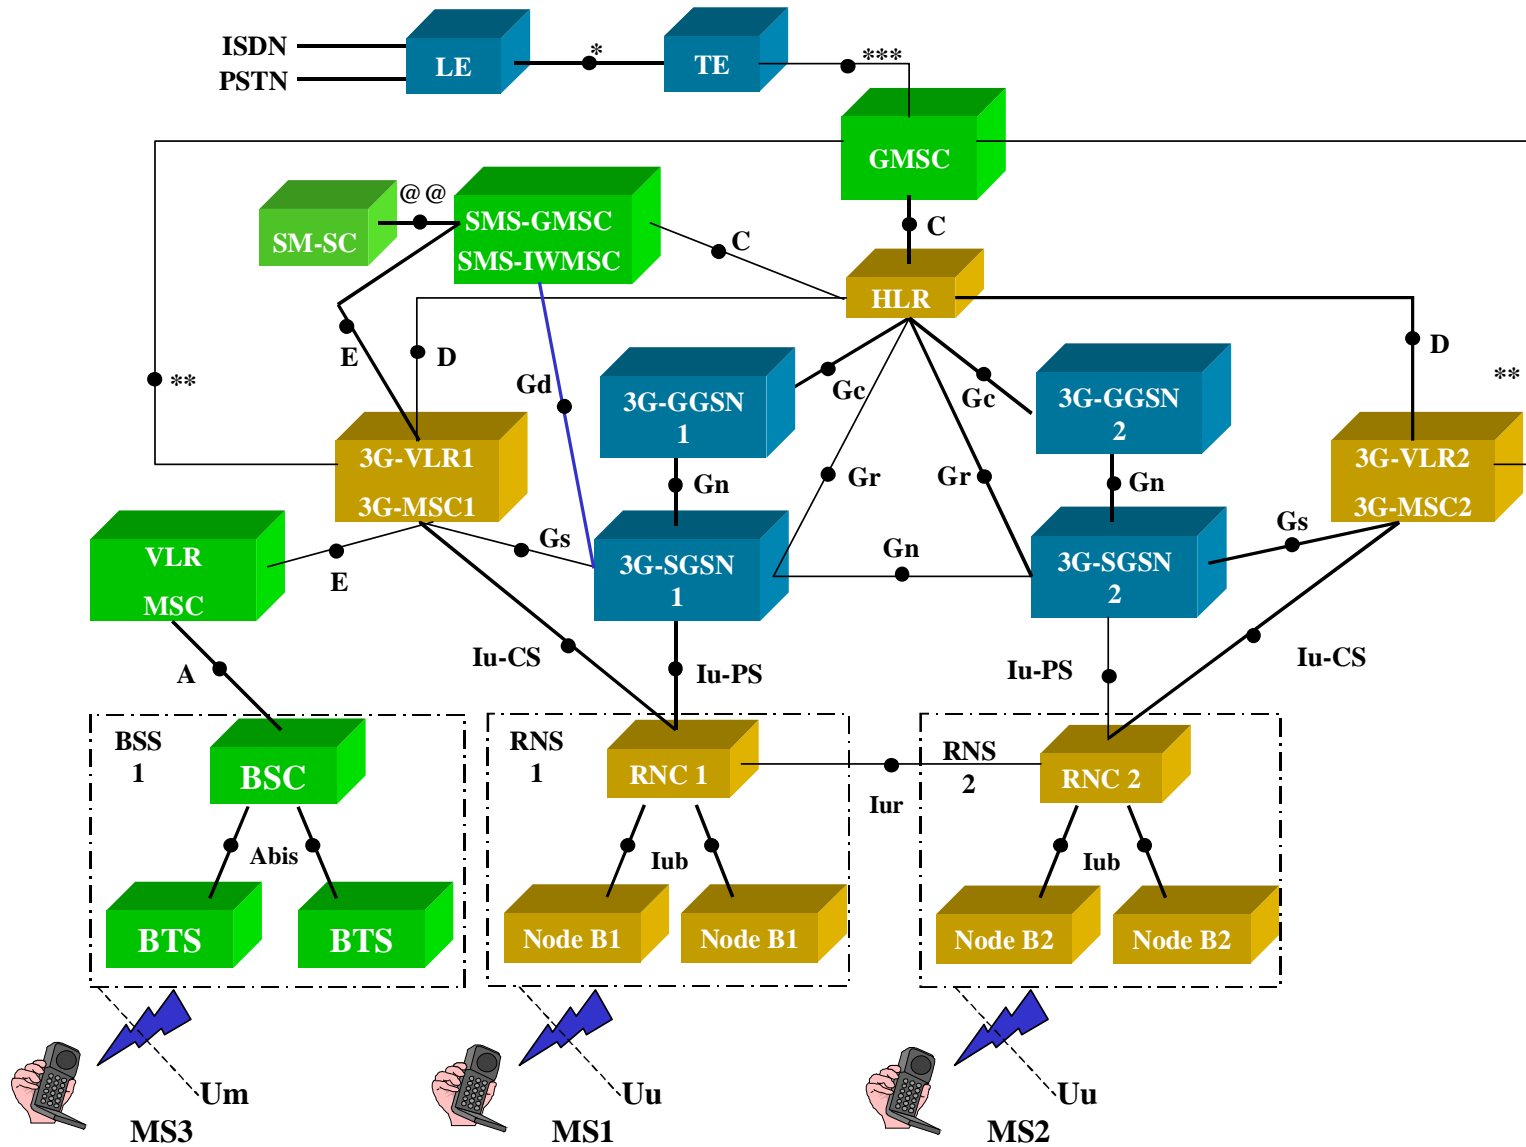 ISDN
PSTN
LE
*
TE
***
GMSC
@@
SM-SC
SMS-GMSC
SMS-IWMSC
C
C
HLR
E
D
D
**
**
Gd
Gc
Gc
3G-GGSN
1
3G-GGSN
2
3G-VLR1
3G-MSC1
3G-VLR2
3G-MSC2
Gn
Gr
Gr
Gn
Gs
Gs
Gn
VLR
MSC
E
3G-SGSN
1
3G-SGSN
2
A
Iu-CS
Iu-PS
Iu-PS
Iu-CS
BSS
1
BSC
RNS
1
RNC 1
RNS
2
RNC 2
Iur
Abis
Iub
Iub
BTS
BTS
Node B1
Node B1
Node B2
Node B2
Um
Uu
Uu
MS3
MS1
MS2